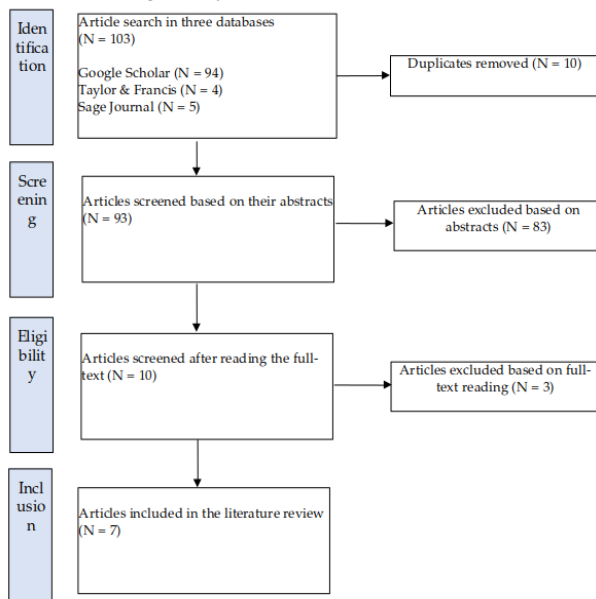 Iden
tifica
tion
Article search in three databases
(N = 103)
Google Scholar (N = 94)
Taylor & Francis (N = 4)
Sage Journal (N = 5)
Duplicates removed (N = 10)
Scre
enin
g
Articles screened based on their abstracts
(N = 93)
Articles excluded based on
abstracts (N = 83)
Eligi
bilit
y
Articles screened after reading the full-
text (N = 10)
Articles excluded based on full-
text reading (N = 3)
Incl
usio
n
Articles included in the literature review
(N = 7)